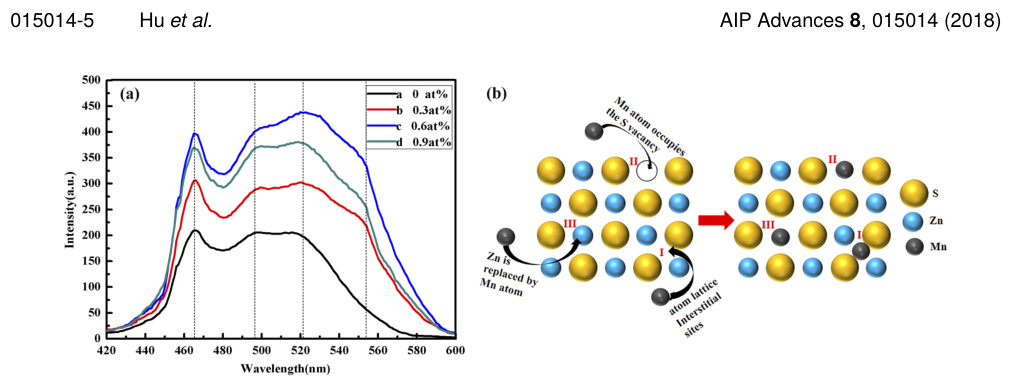 015014-5 Hu et al. AIP Advances 8, 015014 (2018)
(a)
a 0 at%
b 0.3at%
c 0.6at%
d 0.9at%
Intensity(a.u.)
500
450
400
350
300
250
200
150
100
50
0
420 440 460 480 500 520 540 560 580 600
Wavelength(nm)
(b)
Mn atom occupies
the S vacancy
II
III
I
Zn is
replaced by
Mn atom
atom lattice
Interstitial
sites
II
III
I
S
Zn
Mn